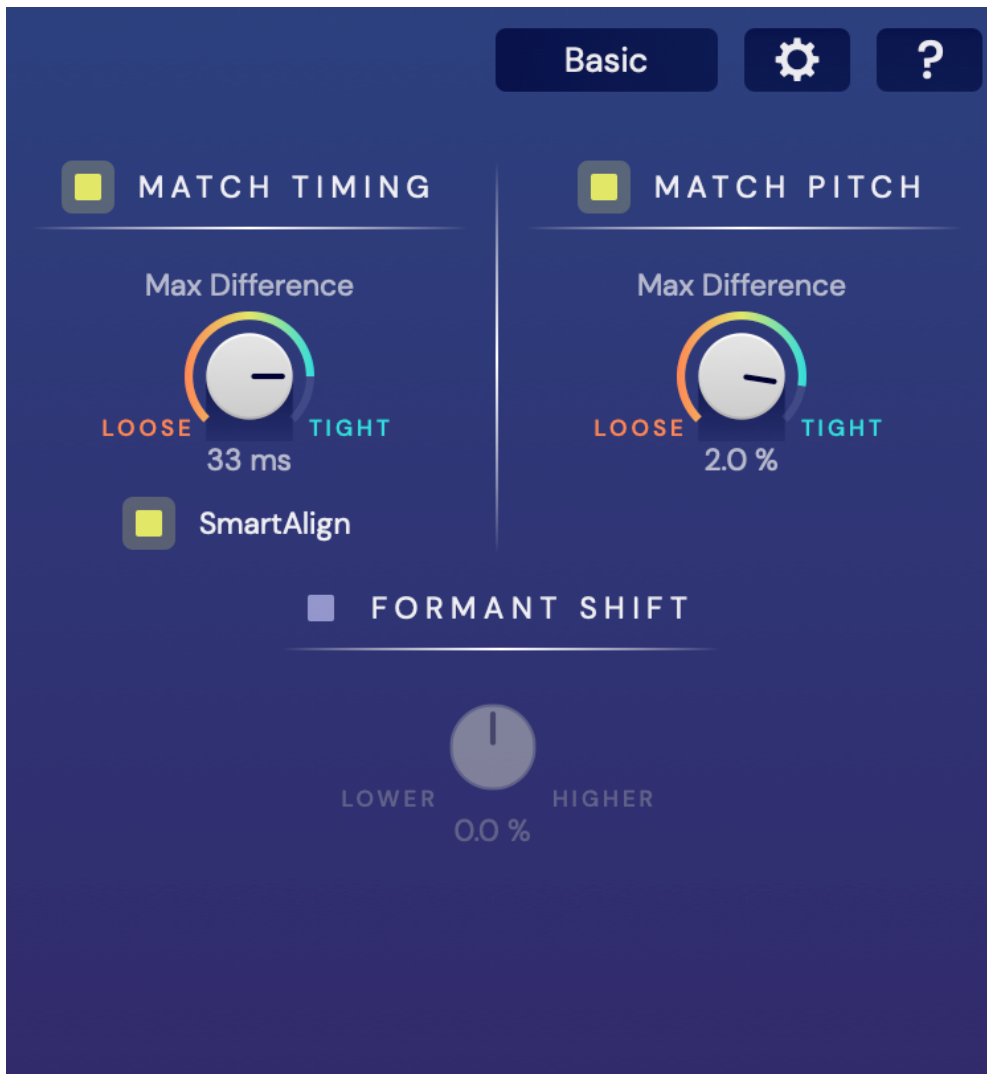 Basic ?
MATCH TIMING
MATCH PITCH
Max Difference
Max Difference
LOOSE TIGHT
LOOSE TIGHT
33 ms
2.0 %
SmartAlign
FORMANT SHIFT
LOWER HIGHER
0.0 %